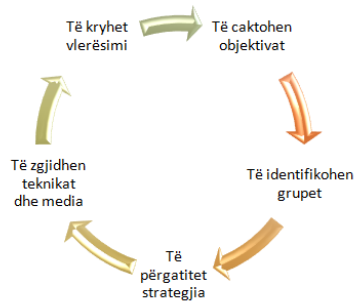 Të kryhet
vlerësimi
Të caktohen
objektivat
Të identifikohen
grupet
Të
përgatitet
strategjia
Të zgjidhen
teknikat
dhe media